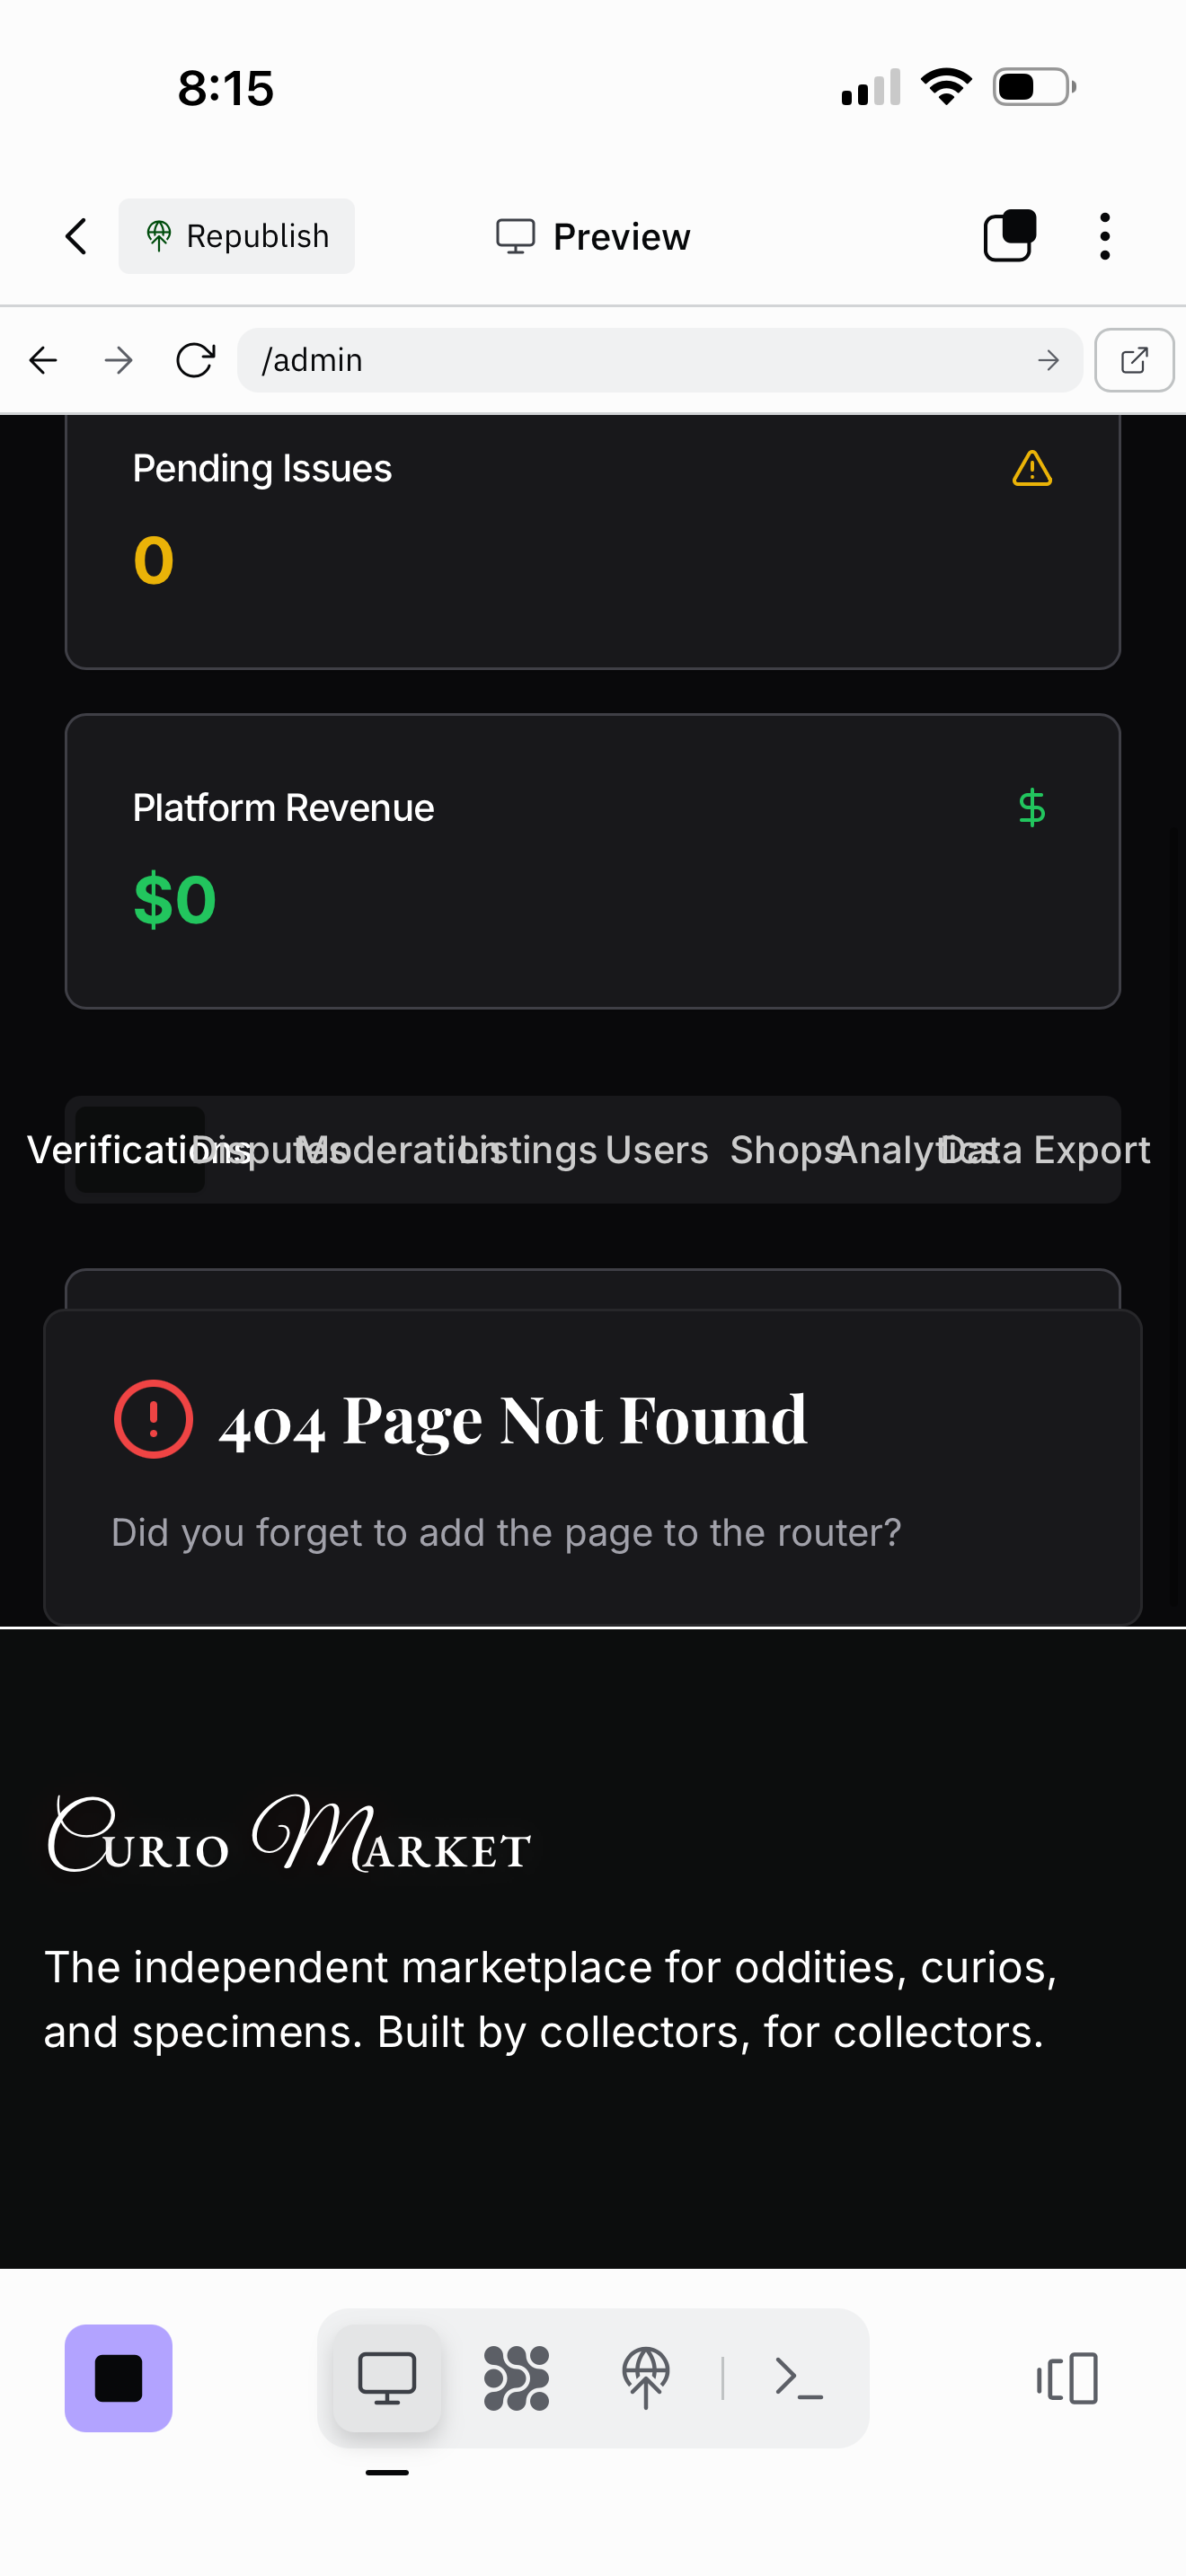 8:15
Republish
Preview
/admin
Pending Issues
0
Platform Revenue
$0
Verifications Disputes Moderation Listings Users Shops Analytics Data Export
404 Page Not Found
Did you forget to add the page to the router?
Curio Market
The independent marketplace for oddities, curios,
and specimens. Built by collectors, for collectors.